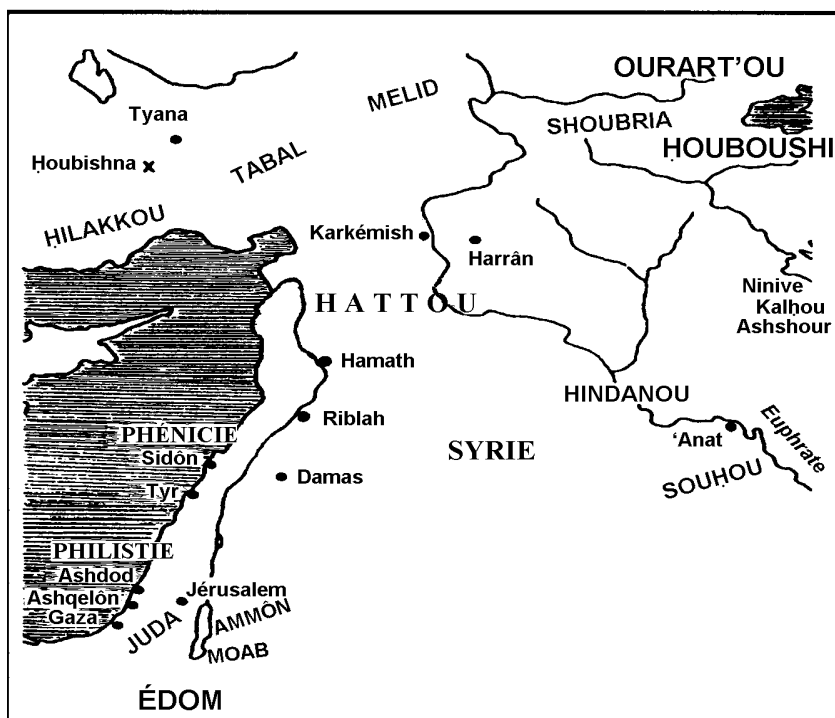 OURART'OU
MELID
SHOUBRIA
Tyana
ḤOUBOUSHI
TABAL
Ḥoubishna
ḤILAKKOU
Karkémish
Harrân
HATTOU
Ninive
Kalḥou
Ashshour
Hamath
HINDANOU
Riblah
PHÉNICIE
SYRIE
'Anat
Euphrate
Sidôn
Damas
SOUḤOU
Tyr
PHILISTIE
Ashdod
Jérusalem
Ashqelôn
Gaza
JUDA
AMMÔN
MOAB
ÉDOM